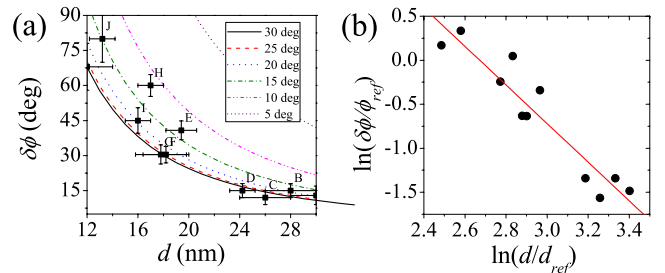 (a)
90
75
60
45
30
15
δϕ (deg)
12
16
20
24
28
d (nm)
J
H
I
E
G
F
D
C
B
30 deg
25 deg
20 deg
15 deg
10 deg
5 deg
(b)
0.5
0.0
-0.5
-1.0
-1.5
ln(δϕ/ϕref)
2.4
2.6
2.8
3.0
3.2
3.4
ln(d/dref)